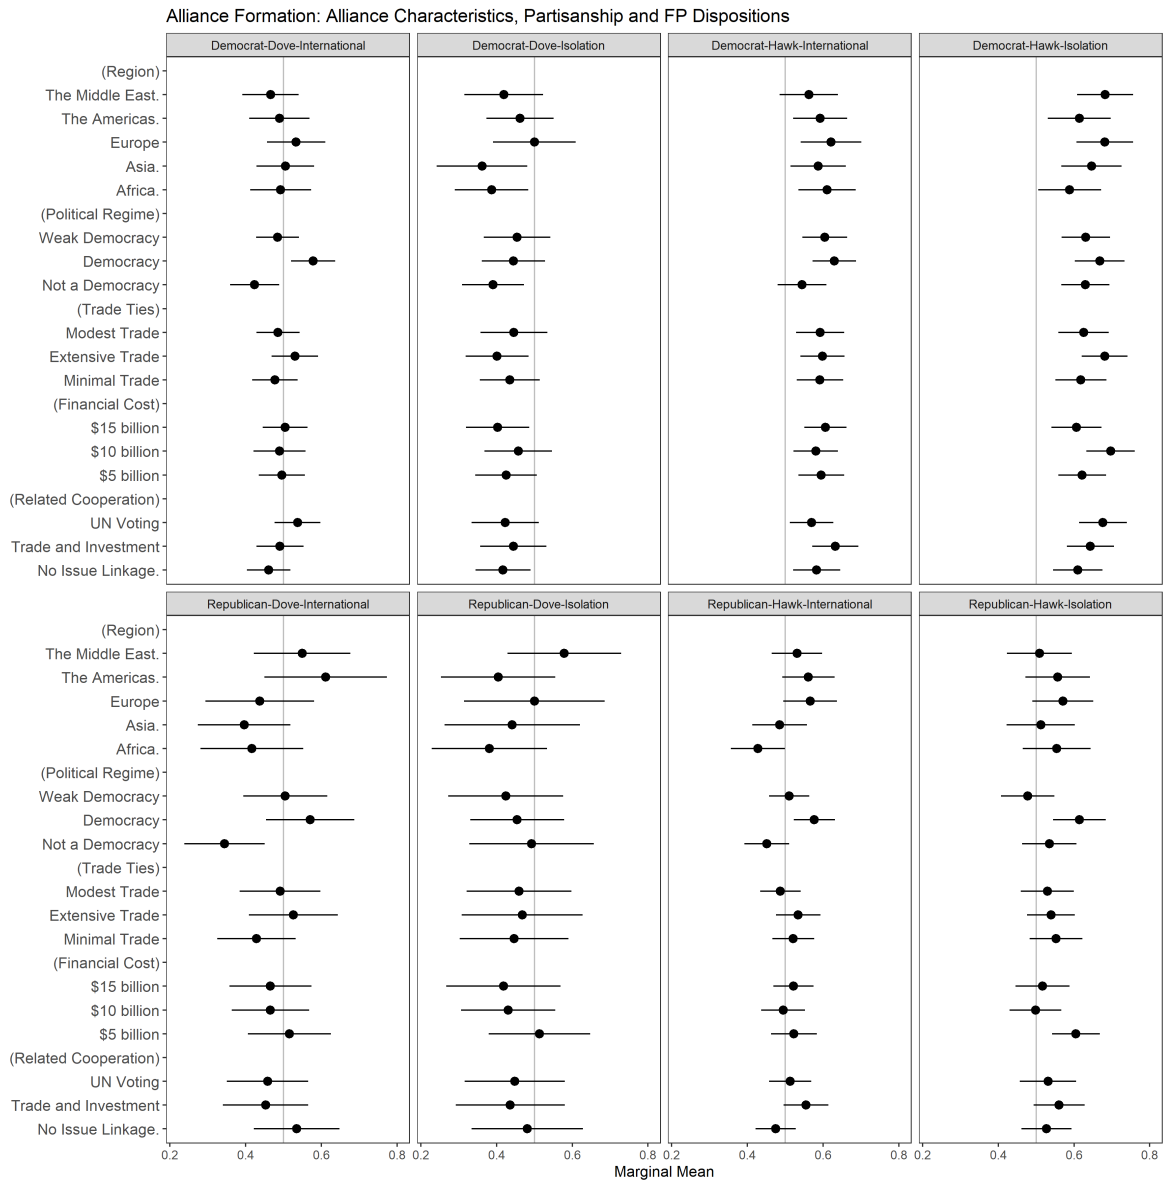 Alliance Formation: Alliance Characteristics, Partisanship and FP Dispositions
Democrat-Dove-International
Democrat-Dove-Isolation
Democrat-Hawk-International
Democrat-Hawk-Isolation
(Region)
The Middle East.
The Americas.
Europe
Asia.
Africa.
(Political Regime)
Weak Democracy
Democracy
Not a Democracy
(Trade Ties)
Modest Trade
Extensive Trade
Minimal Trade
(Financial Cost)
$15 billion
$10 billion
$5 billion
(Related Cooperation)
UN Voting
Trade and Investment
No Issue Linkage.
Republican-Dove-International
Republican-Dove-Isolation
Republican-Hawk-International
Republican-Hawk-Isolation
(Region)
The Middle East.
The Americas.
Europe
Asia.
Africa.
(Political Regime)
Weak Democracy
Democracy
Not a Democracy
(Trade Ties)
Modest Trade
Extensive Trade
Minimal Trade
(Financial Cost)
$15 billion
$10 billion
$5 billion
(Related Cooperation)
UN Voting
Trade and Investment
No Issue Linkage.
0.2 0.4 0.6 0.8 0.2 0.4 0.6 0.8 0.2 0.4 0.6 0.8 0.2 0.4 0.6 0.8
Marginal Mean